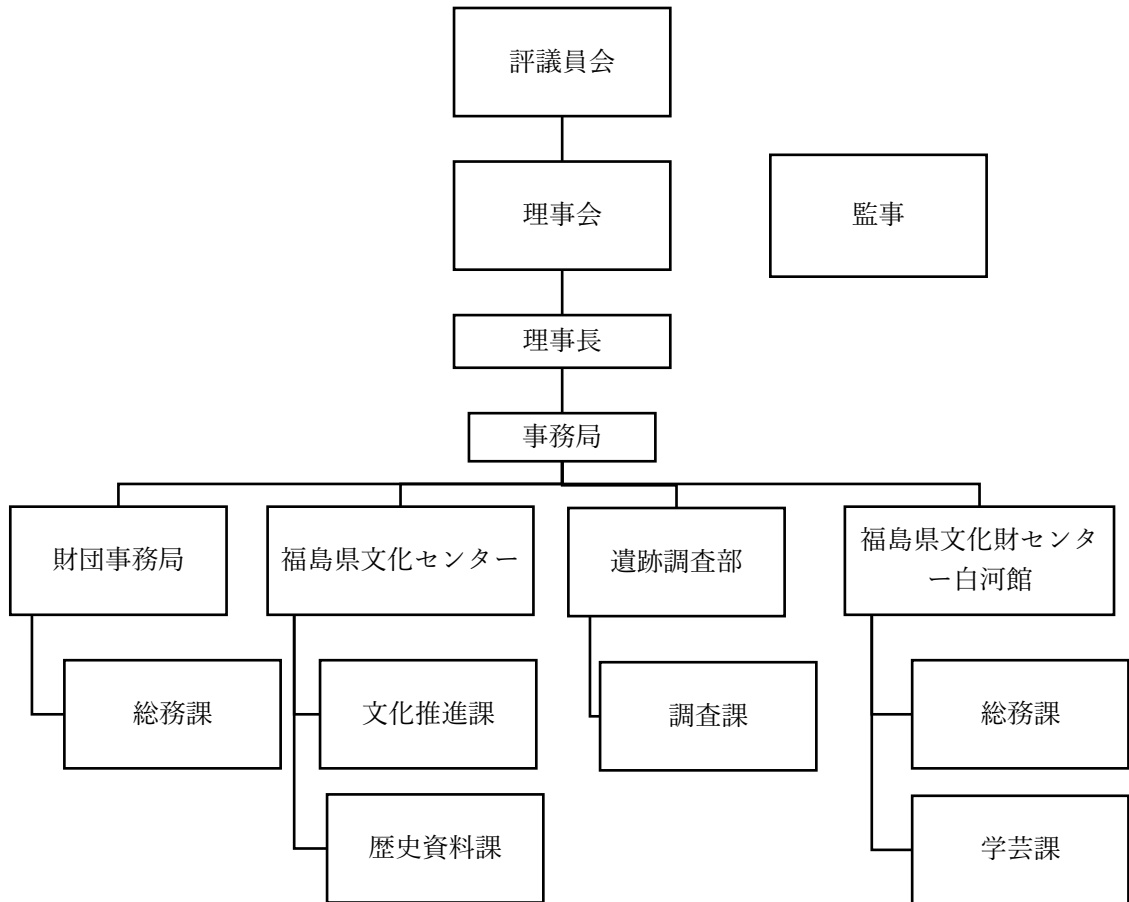 評議員会
理事会
監事
理事長
事務局
財団事務局
福島県文化センター
遺跡調査部
福島県文化財センタ
ー白河館
総務課
文化推進課
調査課
総務課
歴史資料課
学芸課